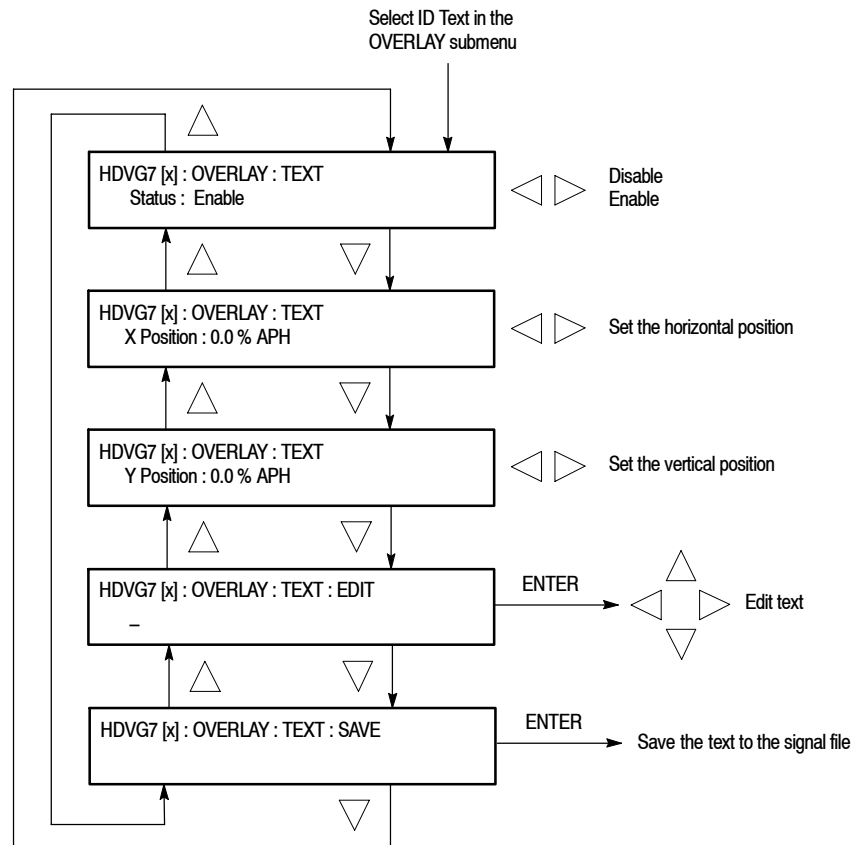 Select ID Text in the
OVERLAY submenu
HDVG7 [x] : OVERLAY : TEXT
Status : Enable
Disable
Enable
HDVG7 [x] : OVERLAY : TEXT
X Position : 0.0 % APH
Set the horizontal position
HDVG7 [x] : OVERLAY : TEXT
Y Position : 0.0 % APH
Set the vertical position
HDVG7 [x] : OVERLAY : TEXT : EDIT
_
ENTER
Edit text
HDVG7 [x] : OVERLAY : TEXT : SAVE
ENTER
Save the text to the signal file